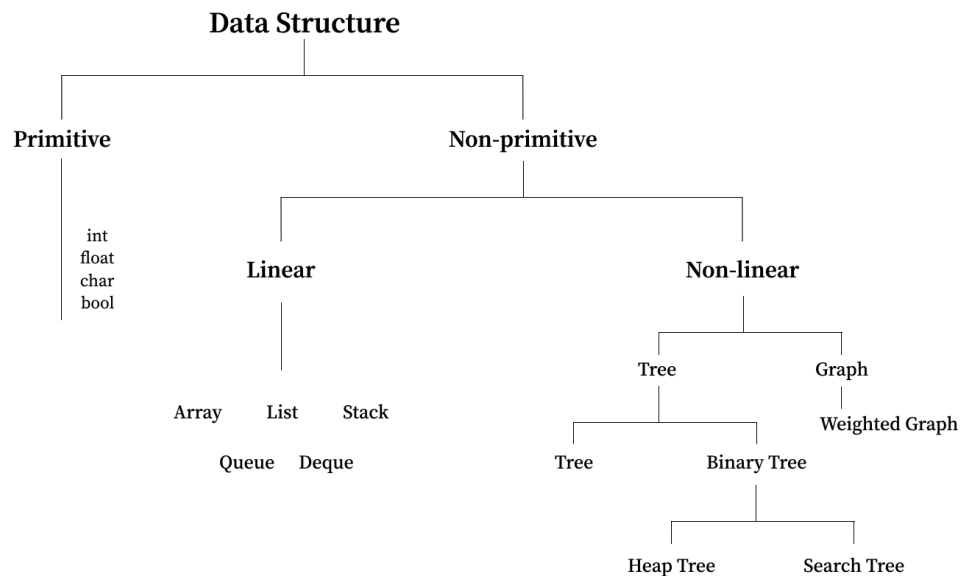 Data Structure
Primitive Non-primitive
int
float
char
bool
Linear Non-linear
Tree Graph
Array List Stack
Weighted Graph
Queue Deque
Tree Binary Tree
Heap Tree Search Tree